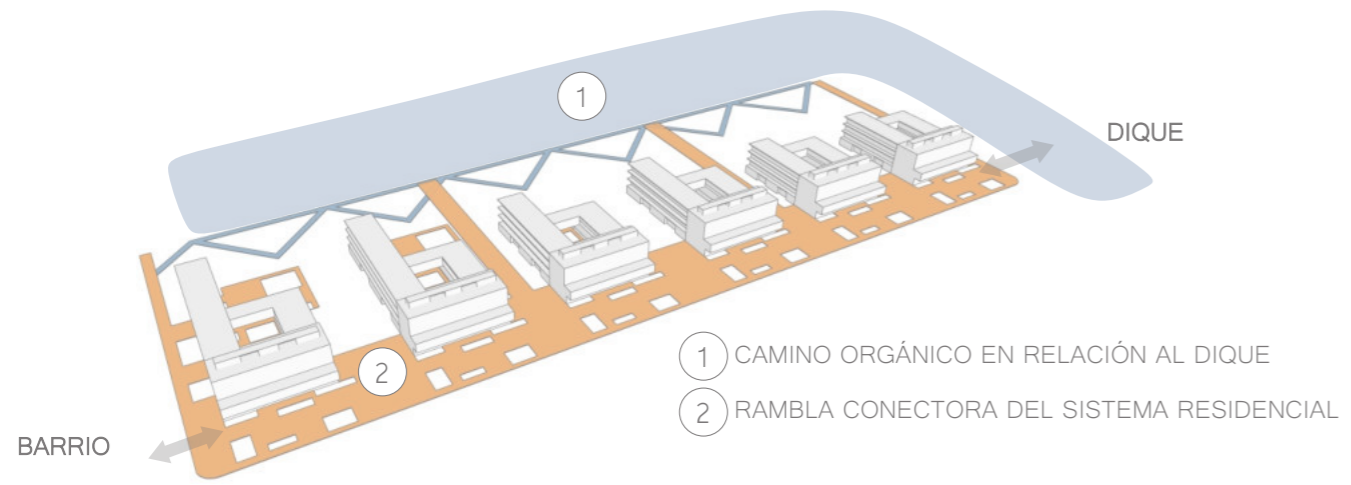 1
DIQUE
1 CAMINO ORGÁNICO EN RELACIÓN AL DIQUE
2
2 RAMBLA CONECTORA DEL SISTEMA RESIDENCIAL
BARRIO